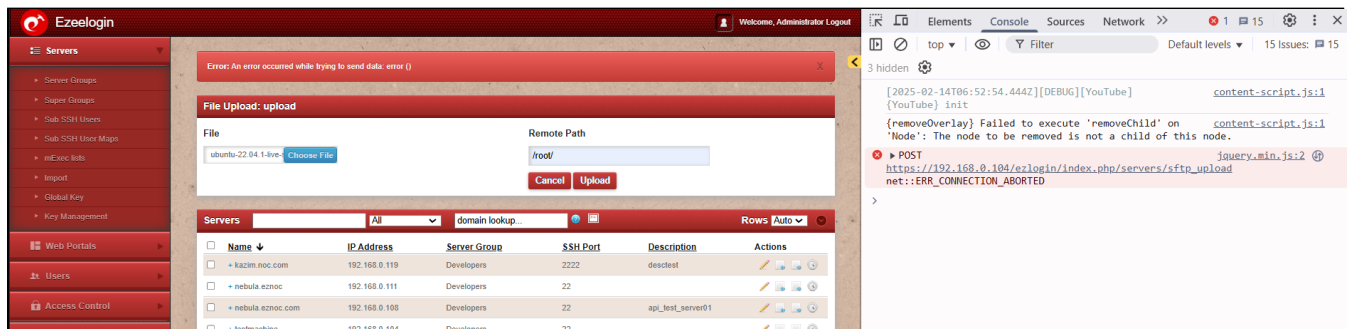 Ezeelogin
Welcome, Administrator Logout
Servers
Server Groups
Super Groups
Sub SSH Users
Sub SSH User Maps
mExec lists
Import
Global Key
Key Management
Web Portals
Users
Access Control
Error: An error occurred while trying to send data: error ()
X
File Upload: upload
File
Remote Path
ubuntu-22.04.1-live-
Choose File
/root/
Cancel Upload
Servers All domain lookup... Rows Auto
Name IP Address Server Group SSH Port Description Actions
+ kazim.noc.com 192.168.0.119 Developers 2222 desctest
+ nebula.eznoc 192.168.0.111 Developers 22
+ nebula.eznoc.com 192.168.0.108 Developers 22 api_test_server01
+ testmachine 192.168.0.104 Developers 22
Elements Console Sources Network 1 15
top Filter Default levels 15 Issues: 15
3 hidden
[2025-02-14T06:52:54.444Z][DEBUG][YouTube] content-script.js:1
{YouTube} init
{removeOverlay} Failed to execute 'removeChild' on content-script.js:1
'Node': The node to be removed is not a child of this node.
POST jquery.min.js:2
https://192.168.0.104/ezlogin/index.php/servers/sftp_upload
net::ERR_CONNECTION_ABORTED